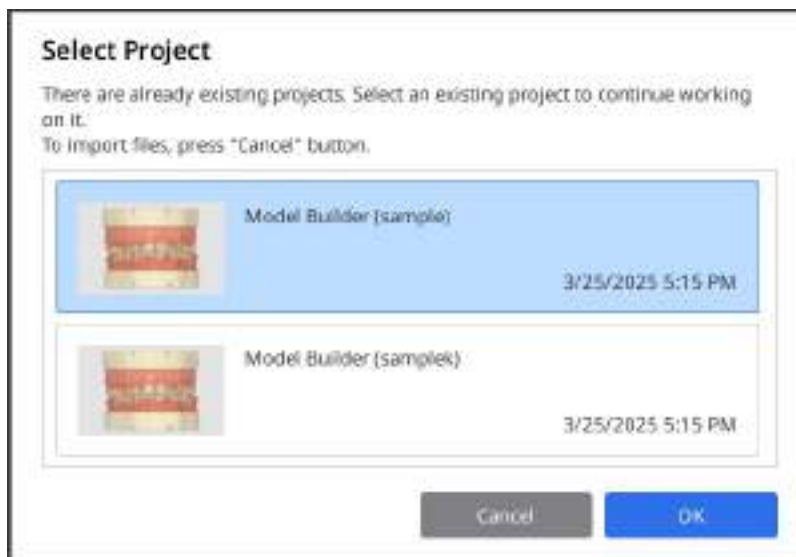 Select Project
There are already existing projects. Select an existing project to continue working
on it.
To import files, press "Cancel" button.
Model Builder (sample)
3/25/2025 5:15 PM
Model Builder (samplek)
3/25/2025 5:15 PM
Cancel
OK